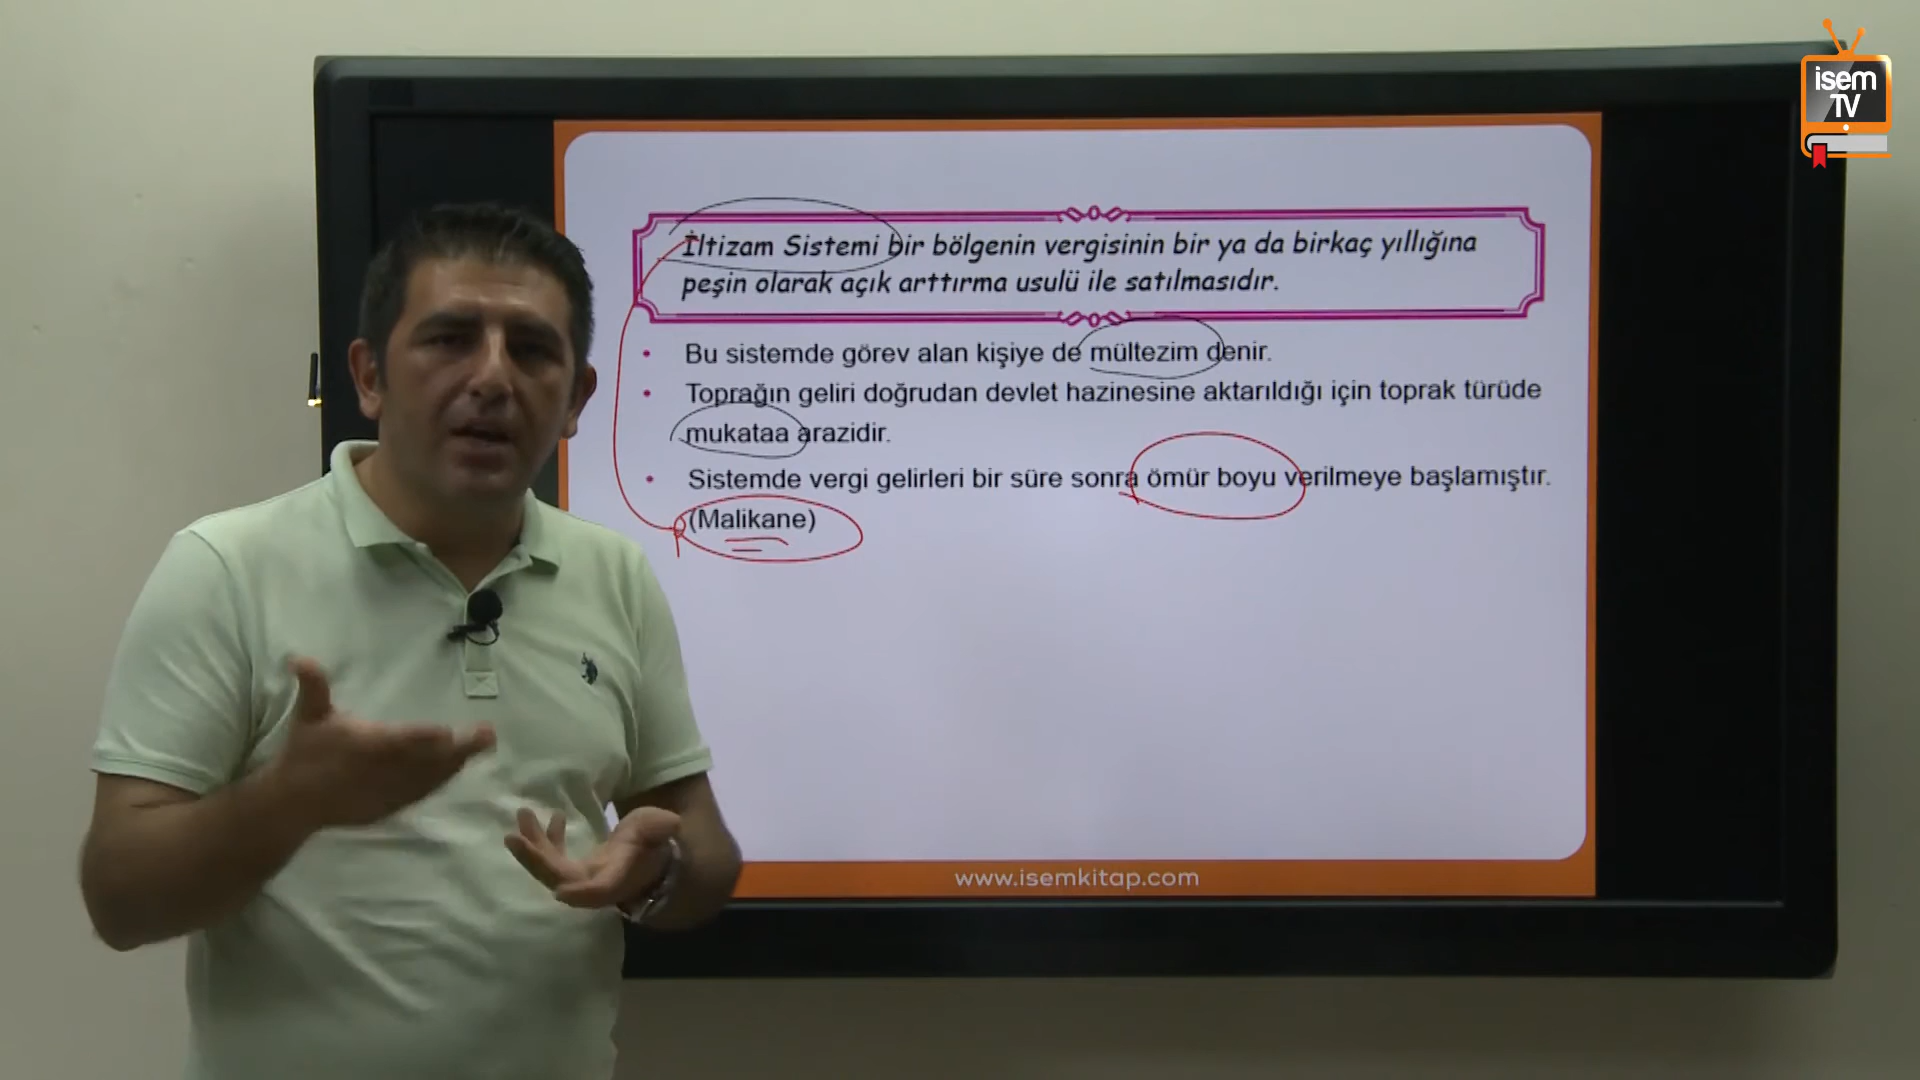 isem
TV
İltizam Sistemi bir bölgenin vergisinin bir ya da birkaç yıllığına
peşin olarak açık arttırma usulü ile satılmasıdır.
• Bu sistemde görev alan kişiye de mültezim denir.
• Toprağın geliri doğrudan devlet hazinesine aktarıldığı için toprak türüde
mukataa arazidir.
• Sistemde vergi gelirleri bir süre sonra ömür boyu verilmeye başlamıştır.
(Malikane)
www.isemkitap.com